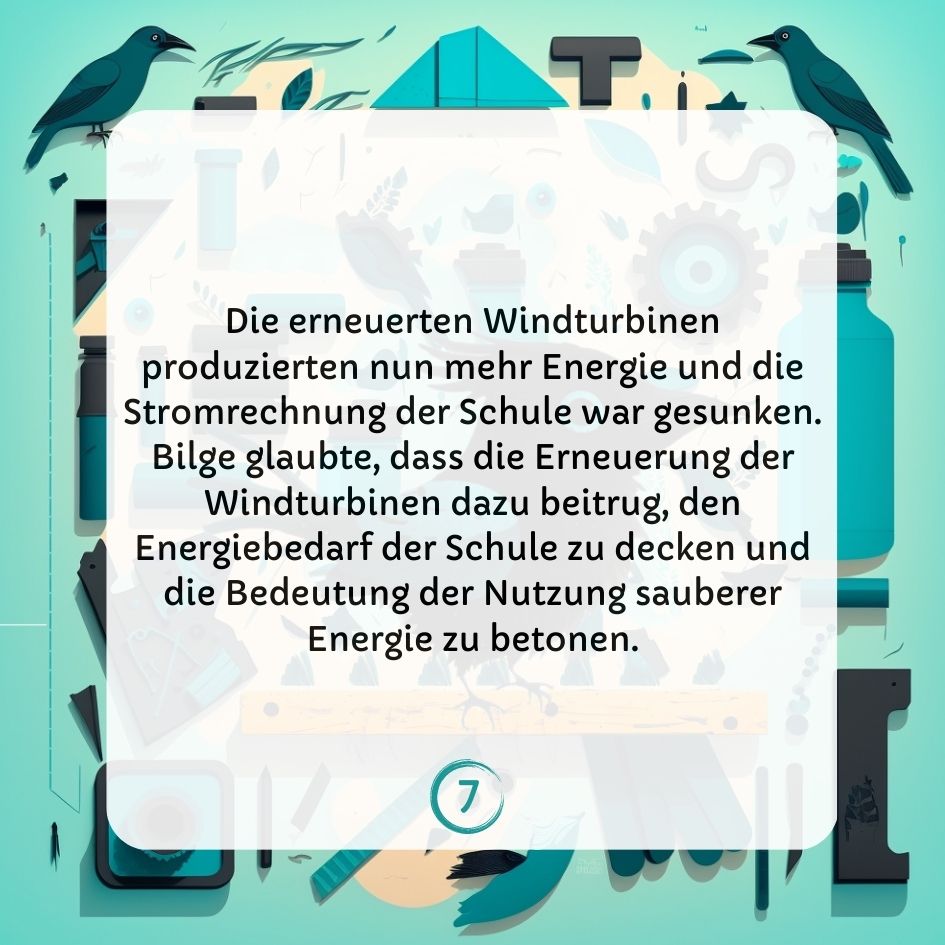 Die erneuerten Windturbinen
produzierten nun mehr Energie und die
Stromrechnung der Schule war gesunken.
Bilge glaubte, dass die Erneuerung der
Windturbinen dazu beitrug, den
Energiebedarf der Schule zu decken und
die Bedeutung der Nutzung sauberer
Energie zu betonen.
7